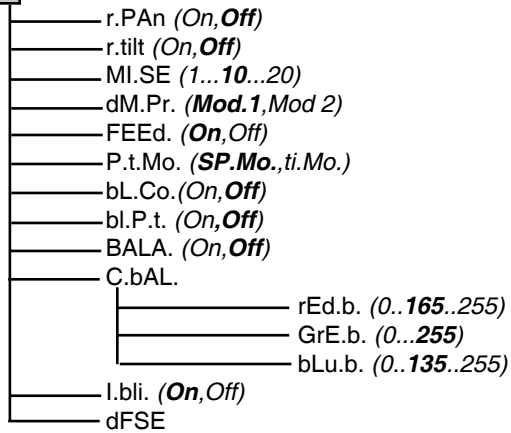 r.PAn (On,Off)
r.tilt (On,Off)
MI.SE (1...10...20)
dM.Pr. (Mod.1,Mod 2)
FEEd. (On,Off)
P.t.Mo. (SP.Mo.,ti.Mo.)
bL.Co.(On,Off)
bl.P.t. (On,Off)
BALA. (On,Off)
C.bAL.
rEd.b. (0..165..255)
GrE.b. (0...255)
bLu.b. (0..135..255)
I.bli. (On,Off)
dFSE